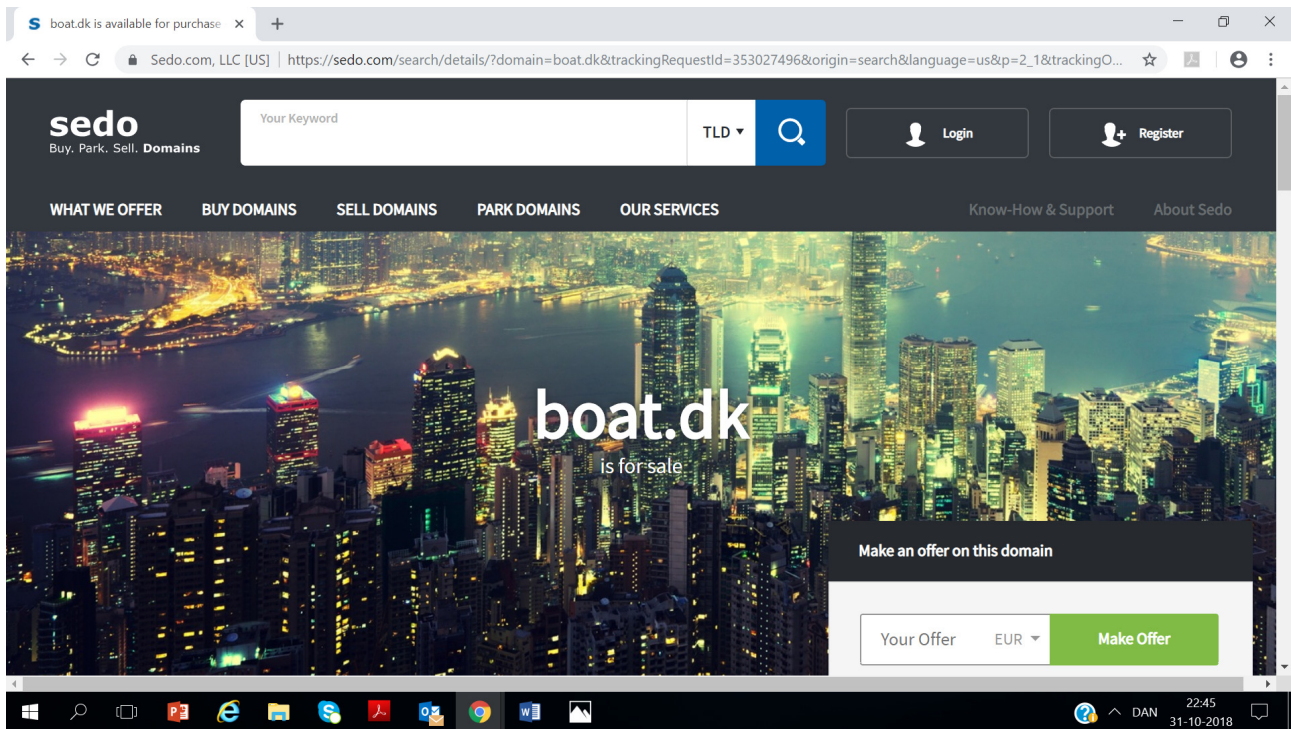 S boat.dk is available for purchase × +
Sedo.com, LLC [US] | https://sedo.com/search/details/?domain=boat.dk&trackingRequestId=353027496&origin=search&language=us&p=2_1&trackingO...
sedo
Buy. Park. Sell. Domains
Your Keyword
TLD
Login
Register
WHAT WE OFFER BUY DOMAINS SELL DOMAINS PARK DOMAINS OUR SERVICES Know-How & Support About Sedo
boat.dk
is for sale
Make an offer on this domain
Your Offer EUR Make Offer
DAN
22:45
31-10-2018